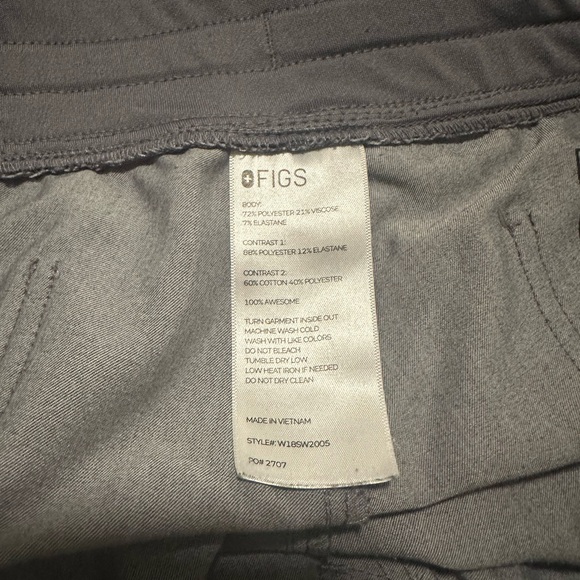 FIGS
BODY:
72% POLYESTER 21% VISCOSE
7% ELASTANE
CONTRAST 1:
88% POLYESTER 12% ELASTANE
CONTRAST 2:
60% COTTON 40% POLYESTER
100% AWESOME
TURN GARMENT INSIDE OUT
MACHINE WASH COLD
WASH WITH LIKE COLORS
DO NOT BLEACH
TUMBLE DRY LOW
LOW HEAT IRON IF NEEDED
DO NOT DRY CLEAN
MADE IN VIETNAM
STYLE#: W18SW2005
PO# 2707